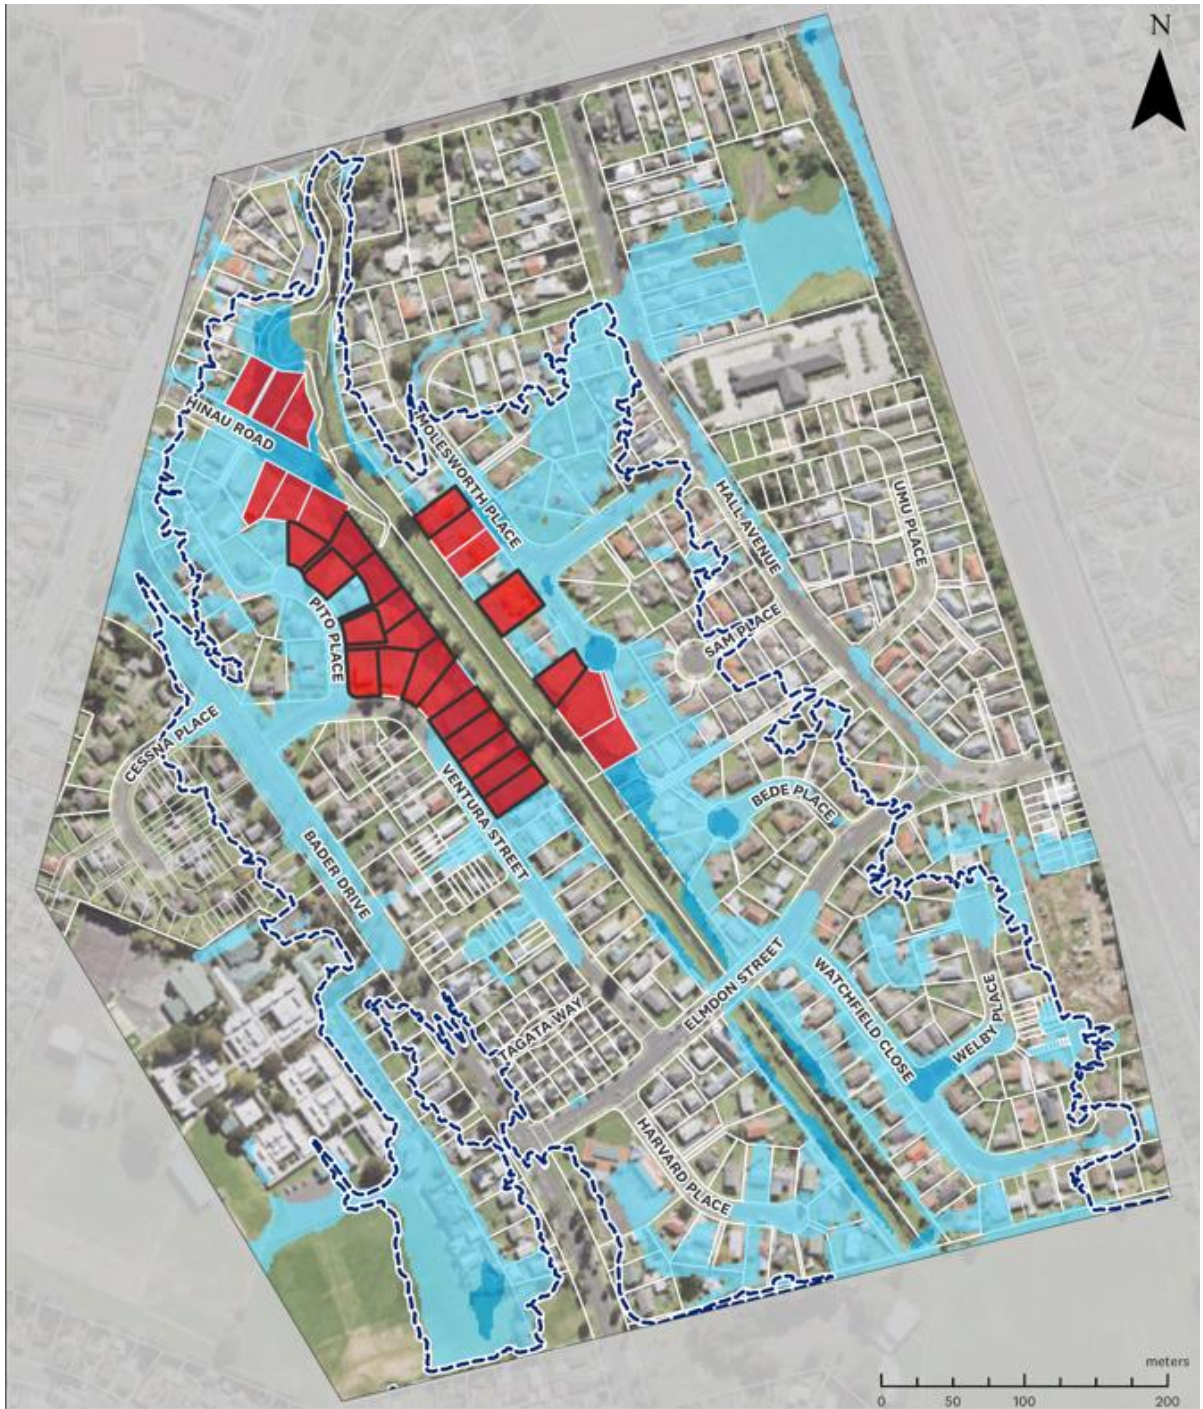 N
HINAU ROAD
MOLESWORTH PLACE
HALL AVENUE
UMU PLACE
PITO PLACE
SAM PLACE
CESSNA PLACE
VENTURA STREET
BEDE PLACE
BADER DRIVE
ELMDON STREET
WATCHFIELD CLOSE
WELBY PLACE
TAGATA WAY
HARVARD PLACE
meters
0 50 100 200